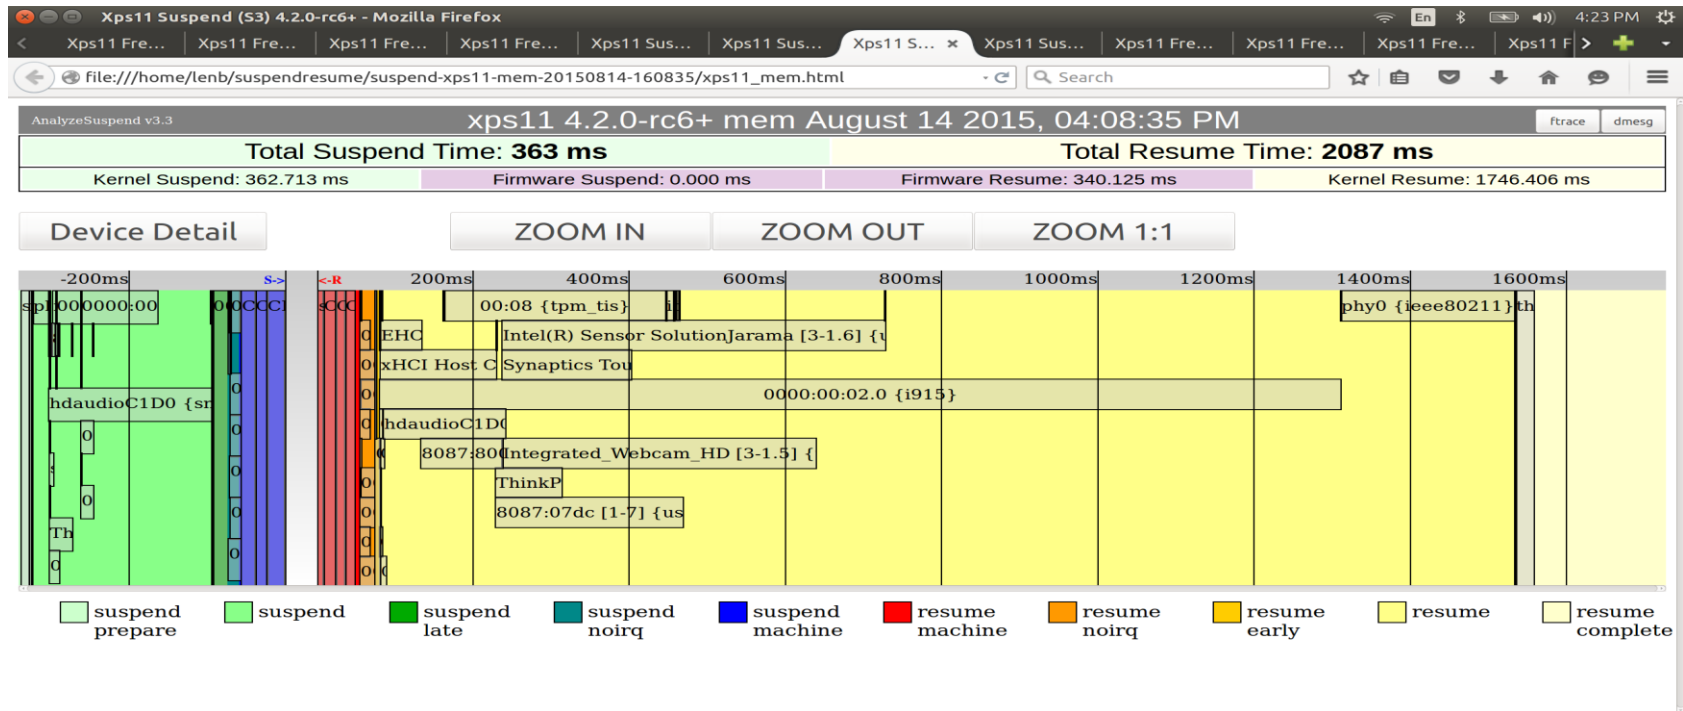 Xps11 Suspend (S3) 4.2.0-rc6+ - Mozilla Firefox
En
4:23 PM
Xps11 Fre... Xps11 Fre... Xps11 Fre... Xps11 Fre... Xps11 Sus... Xps11 Sus... Xps11 S... × Xps11 Sus... Xps11 Fre... Xps11 Fre... Xps11 Fre... Xps11 F
file:///home/lenb/suspendresume/suspend-xps11-mem-20150814-160835/xps11_mem.html
Search
AnalyzeSuspend v3.3
xps11 4.2.0-rc6+ mem August 14 2015, 04:08:35 PM
ftrace dmesg
Total Suspend Time: 363 ms Total Resume Time: 2087 ms
Kernel Suspend: 362.713 ms Firmware Suspend: 0.000 ms Firmware Resume: 340.125 ms Kernel Resume: 1746.406 ms
Device Detail ZOOM IN ZOOM OUT ZOOM 1:1
-200ms S-> <-R 200ms 400ms 600ms 800ms 1000ms 1200ms 1400ms 1600ms
00:08 {tpm_tis} phy0 {ieee80211} th
EHC Intel(R) Sensor SolutionJarama [3-1.6] {u
xHCI Host C Synaptics Tou
0000:00:02.0 {i915}
hdaudioC1D0 {sn
hdaudioC1D0
8087:800 Integrated_Webcam_HD [3-1.5] {
ThinkP
8087:07dc [1-7] {us
Th
suspend prepare
suspend
suspend late
suspend noirq
suspend machine
resume machine
resume noirq
resume early
resume
resume complete